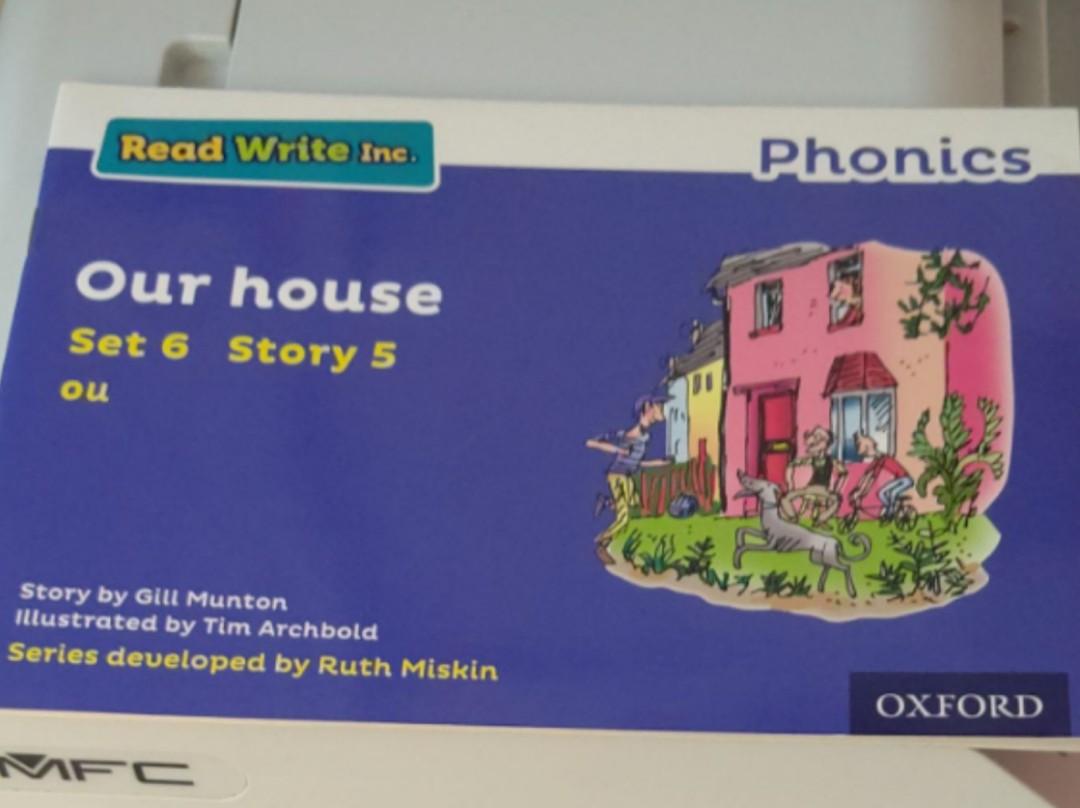 Read Write Inc.
Phonics
Our house
Set 6 Story 5
ou
Story by Gill Munton
Illustrated by Tim Archbold
Series developed by Ruth Miskin
OXFORD
MFC